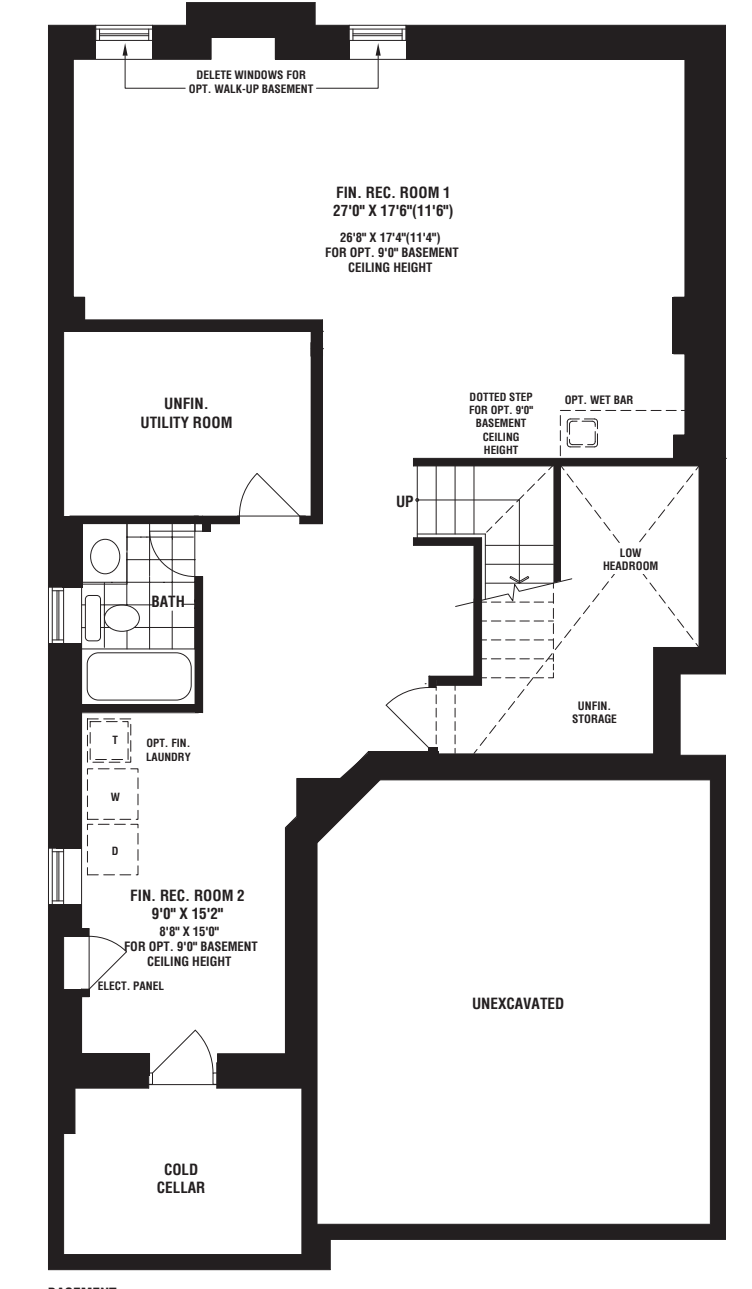 DELETE WINDOWS FOR
OPT. WALK-UP BASEMENT
FIN. REC. ROOM 1
27'0" X 17'6"(11'6")
26'8" X 17'4"(11'4")
FOR OPT. 9'0" BASEMENT
CEILING HEIGHT
UNFIN.
UTILITY ROOM
DOTTED STEP
FOR OPT. 9'0"
BASEMENT
CEILING
HEIGHT
OPT. WET BAR
UP
LOW
HEADROOM
BATH
UNFIN.
STORAGE
T
OPT. FIN.
LAUNDRY
W
D
FIN. REC. ROOM 2
9'0" X 15'2"
8'8" X 15'0"
FOR OPT. 9'0" BASEMENT
CEILING HEIGHT
ELECT. PANEL
UNEXCAVATED
COLD
CELLAR
BASEMENT